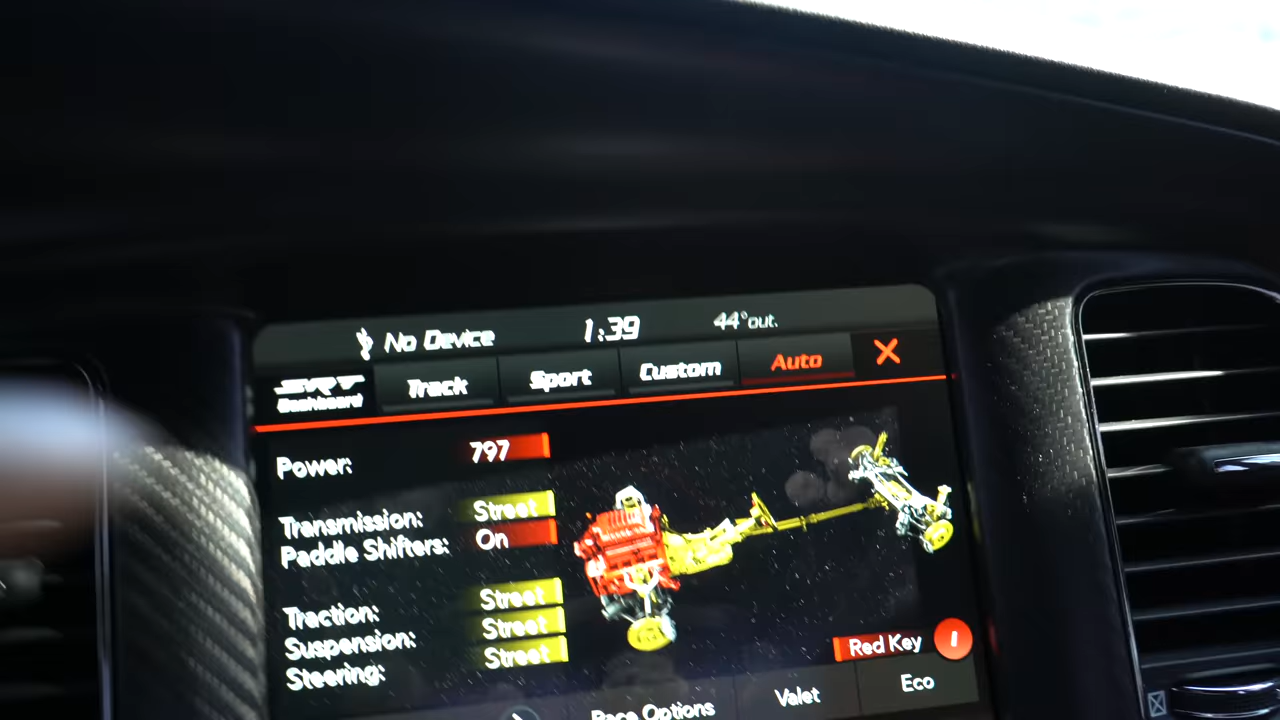 No Device 1:39 44°out.
SRT Dashboard Track Sport Custom Auto X
Power: 797
Transmission: Street
Paddle Shifters: On
Traction: Street
Suspension: Street
Steering: Street
Red Key
Race Options Valet Eco